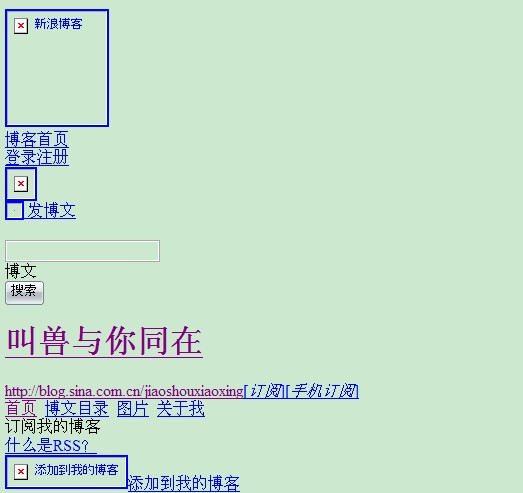 新浪博客
博客首页
登录注册
发博文
博文
搜索
叫兽与你同在
http://blog.sina.com.cn/jiaoshouxiaoxing[订阅][手机订阅]
首页 博文目录 图片 关于我
订阅我的博客
什么是RSS？
添加到我的博客 添加到我的博客